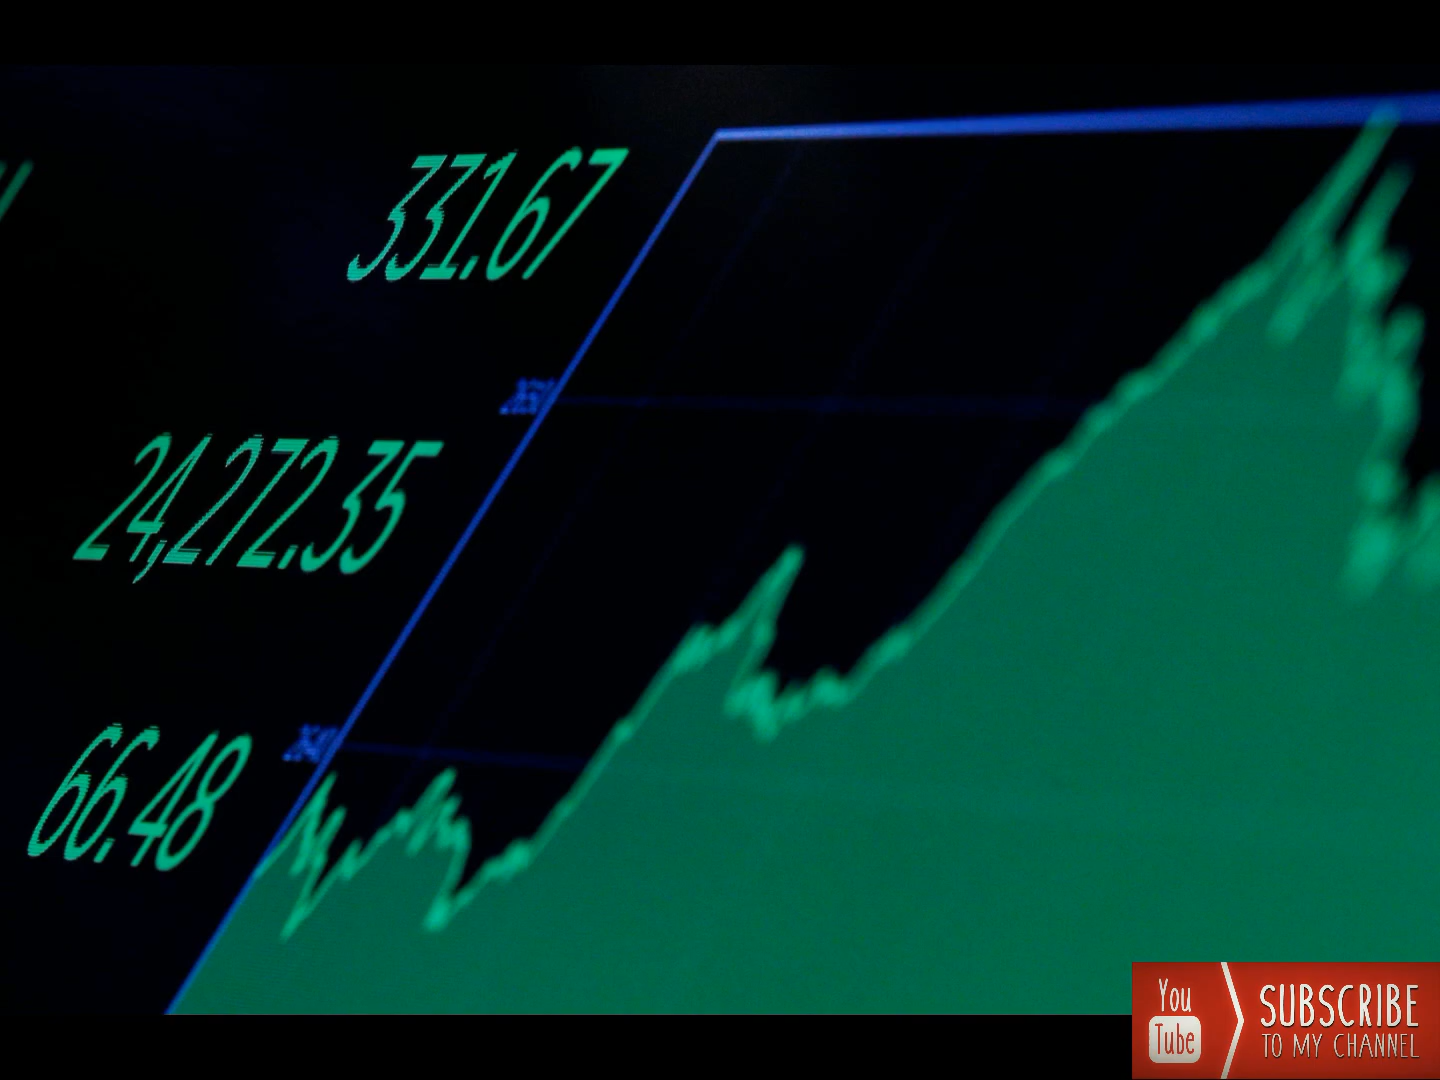 331.67
24,272.35
66.48
You
Tube
SUBSCRIBE
TO MY CHANNEL